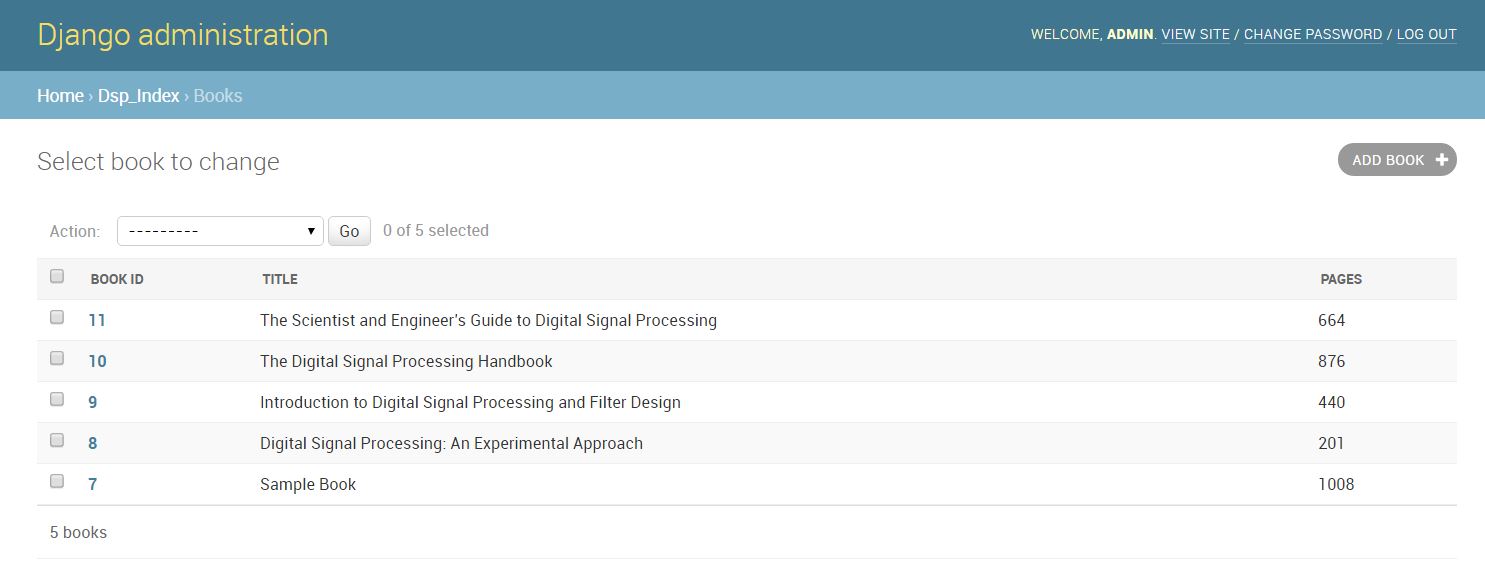 Django administration
WELCOME, ADMIN. VIEW SITE / CHANGE PASSWORD / LOG OUT
Home › Dsp_Index › Books
Select book to change
ADD BOOK +
Action: --------- Go 0 of 5 selected
BOOK ID TITLE PAGES
11 The Scientist and Engineer's Guide to Digital Signal Processing 664
10 The Digital Signal Processing Handbook 876
9 Introduction to Digital Signal Processing and Filter Design 440
8 Digital Signal Processing: An Experimental Approach 201
7 Sample Book 1008
5 books